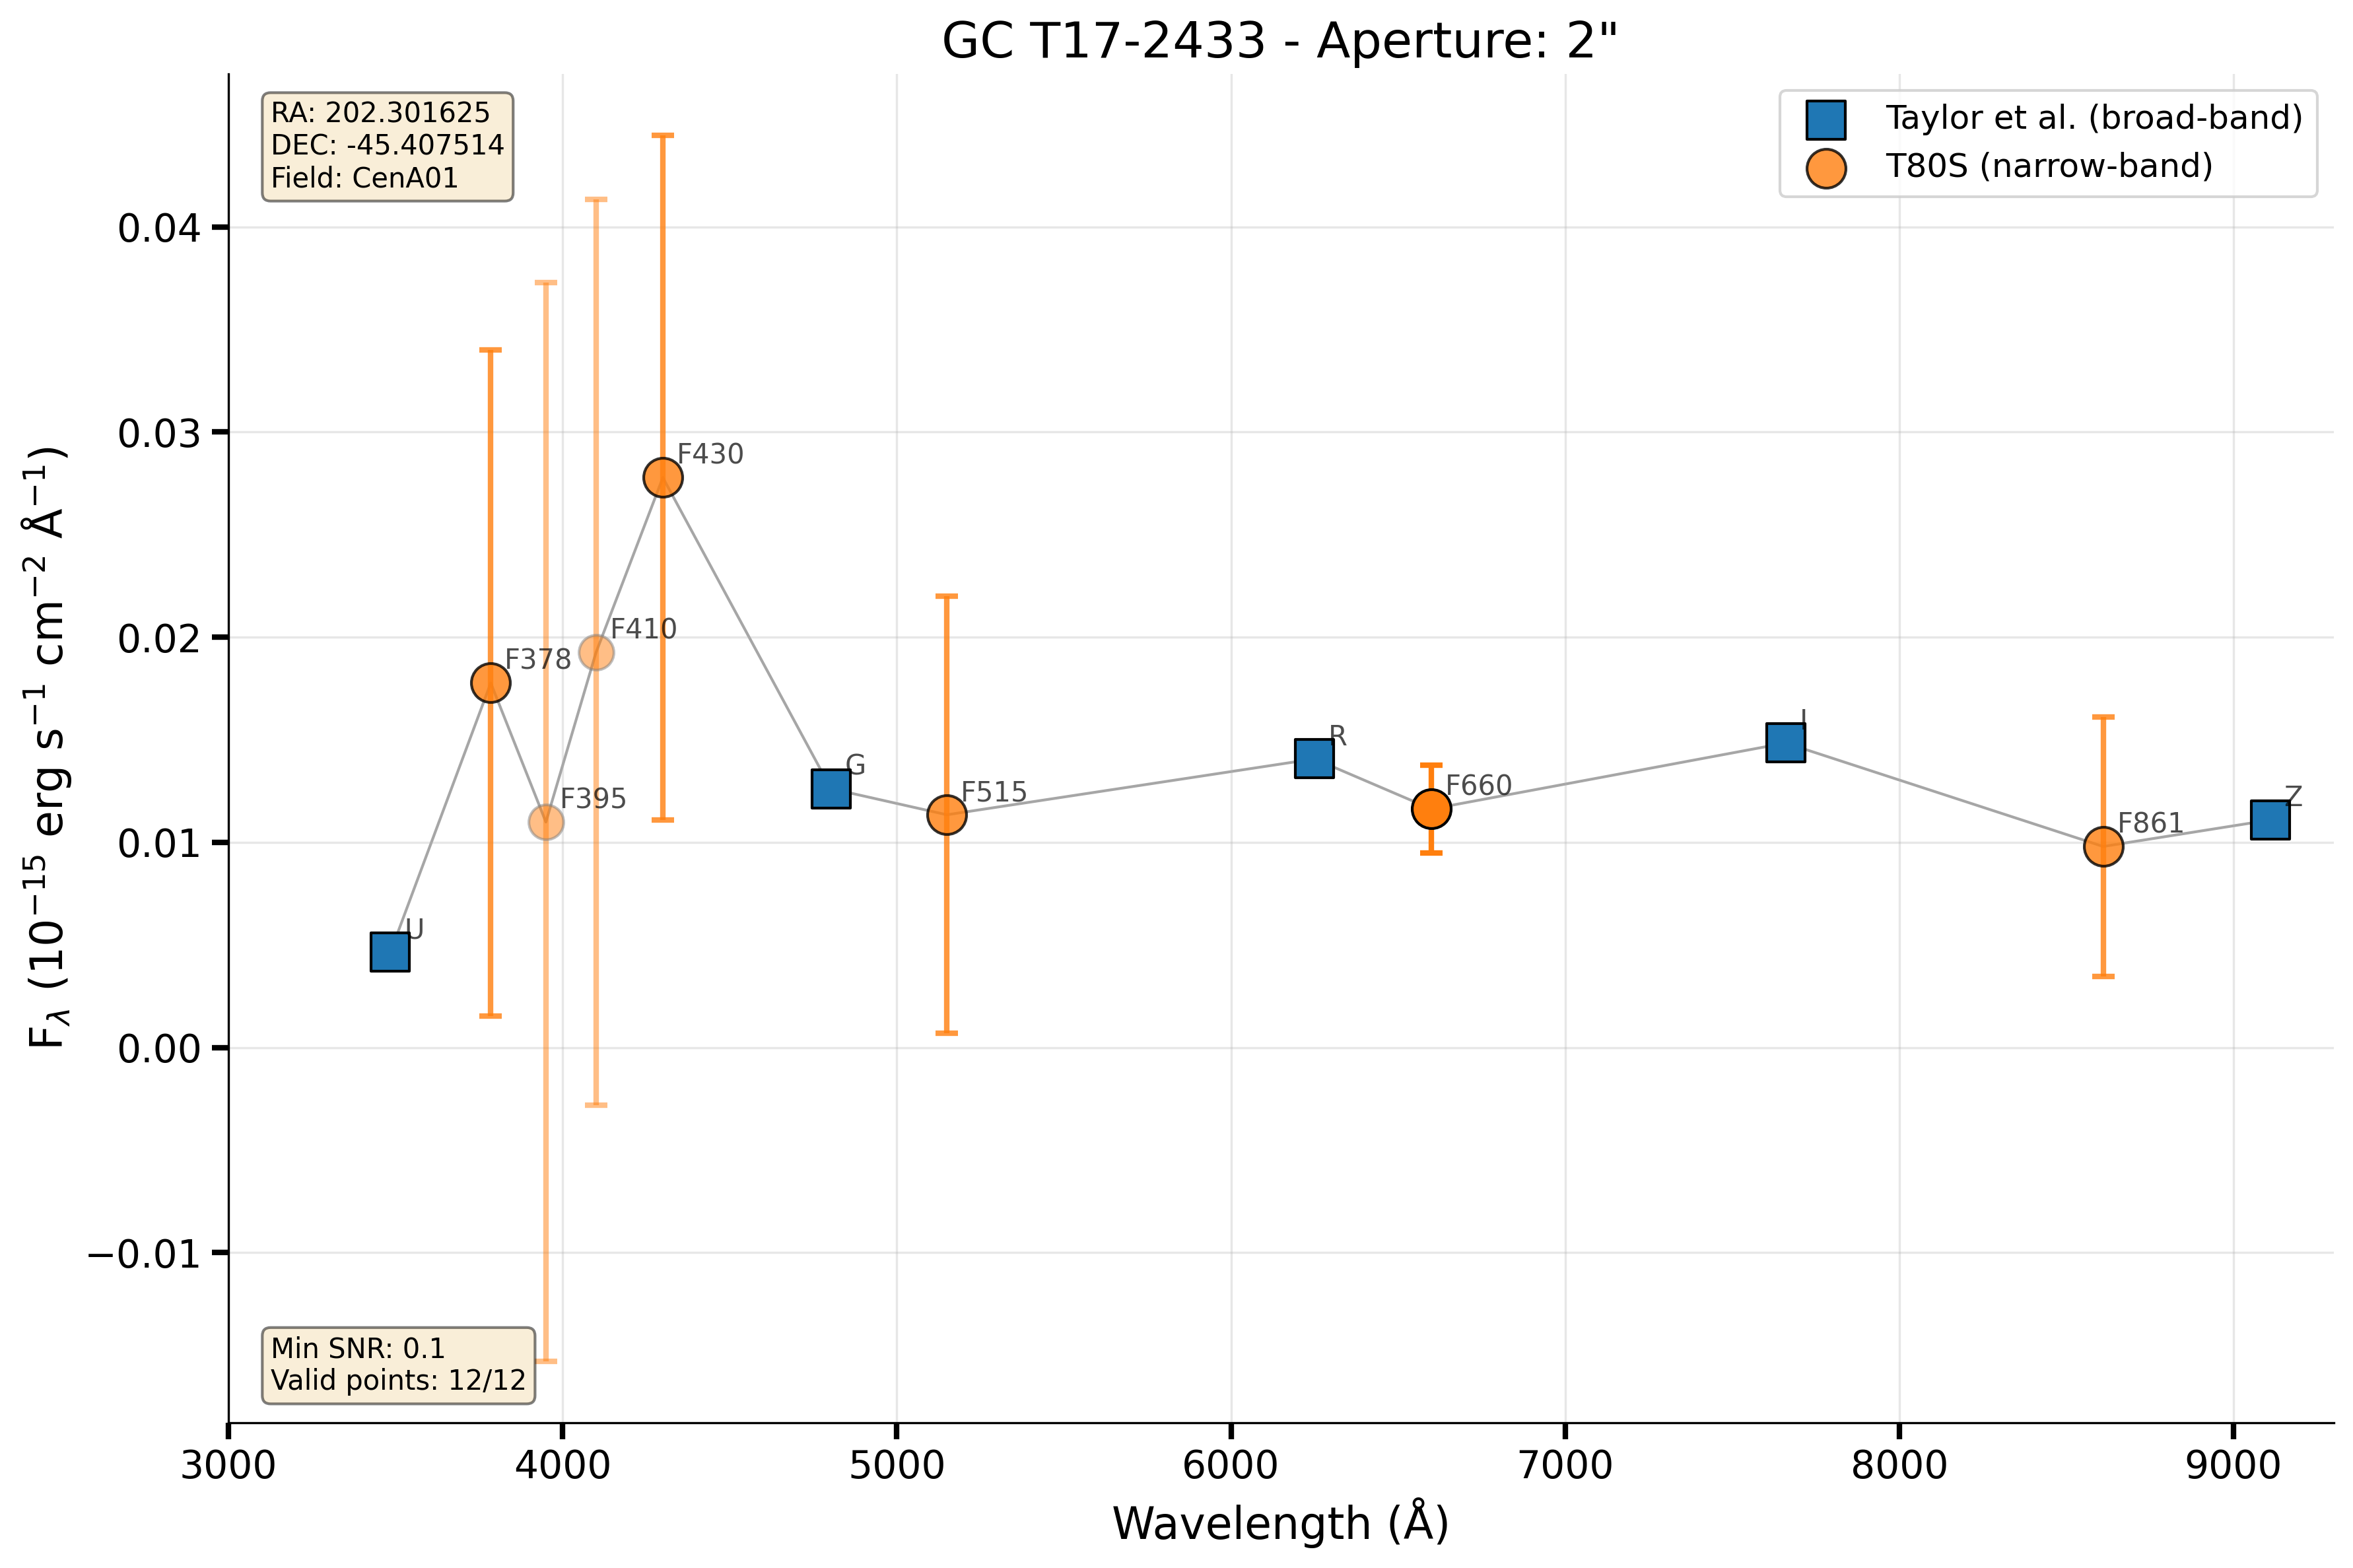 GC T17-2433 - Aperture: 2"
RA: 202.301625
DEC: -45.407514
Field: CenA01
Taylor et al. (broad-band)
T80S (narrow-band)
F_λ (10⁻¹⁵ erg s⁻¹ cm⁻² Å⁻¹)
0.04
0.03
0.02
0.01
0.00
−0.01
U
F378
F395
F410
F430
G
F515
R
F660
I
F861
Z
Min SNR: 0.1
Valid points: 12/12
3000 4000 5000 6000 7000 8000 9000
Wavelength (Å)